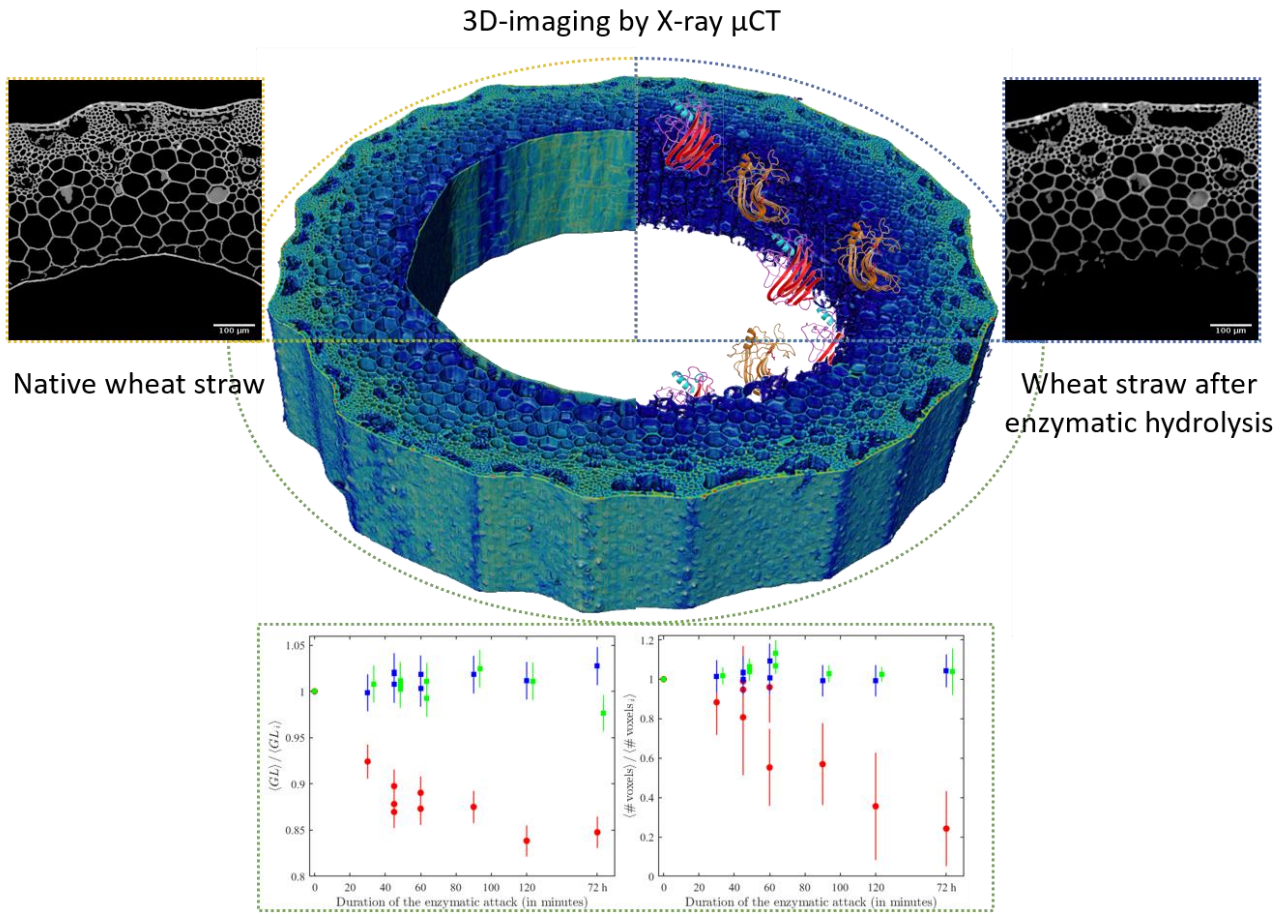 3D-imaging by X-ray µCT
100 µm
100 µm
Native wheat straw
Wheat straw after
enzymatic hydrolysis
1.05
1
0.95
0.9
0.85
0.8
⟨GL⟩ / ⟨GL i⟩
0 20 40 60 80 100 120 72 h
Duration of the enzymatic attack (in minutes)
1.2
1
0.8
0.6
0.4
0.2
0
⟨# voxels⟩ / ⟨# voxels i⟩
0 20 40 60 80 100 120 72 h
Duration of the enzymatic attack (in minutes)